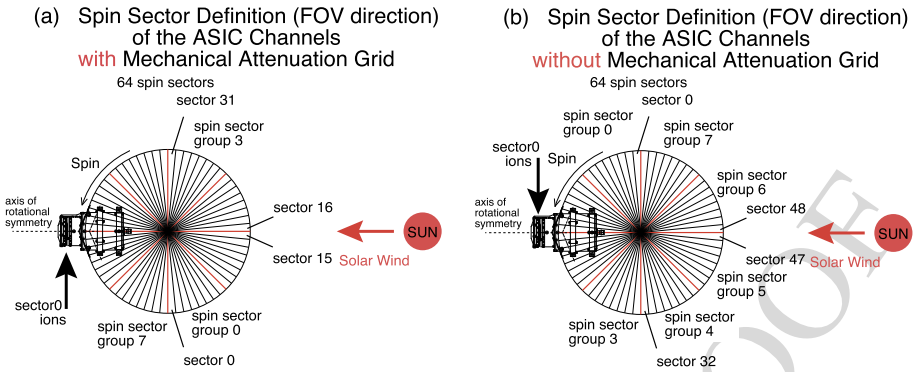 (a) Spin Sector Definition (FOV direction)
of the ASIC Channels
with Mechanical Attenuation Grid
64 spin sectors
sector 31
spin sector
group 3
Spin
axis of
rotational
symmetry
sector 16
SUN
sector 15
Solar Wind
sector0
ions
spin sector
group 7
spin sector
group 0
sector 0
(b) Spin Sector Definition (FOV direction)
of the ASIC Channels
without Mechanical Attenuation Grid
64 spin sectors
sector 0
spin sector
group 0
spin sector
group 7
sector0
ions
Spin
spin sector
group 6
axis of
rotational
symmetry
sector 48
SUN
sector 47
Solar Wind
spin sector
group 5
spin sector
group 3
spin sector
group 4
sector 32